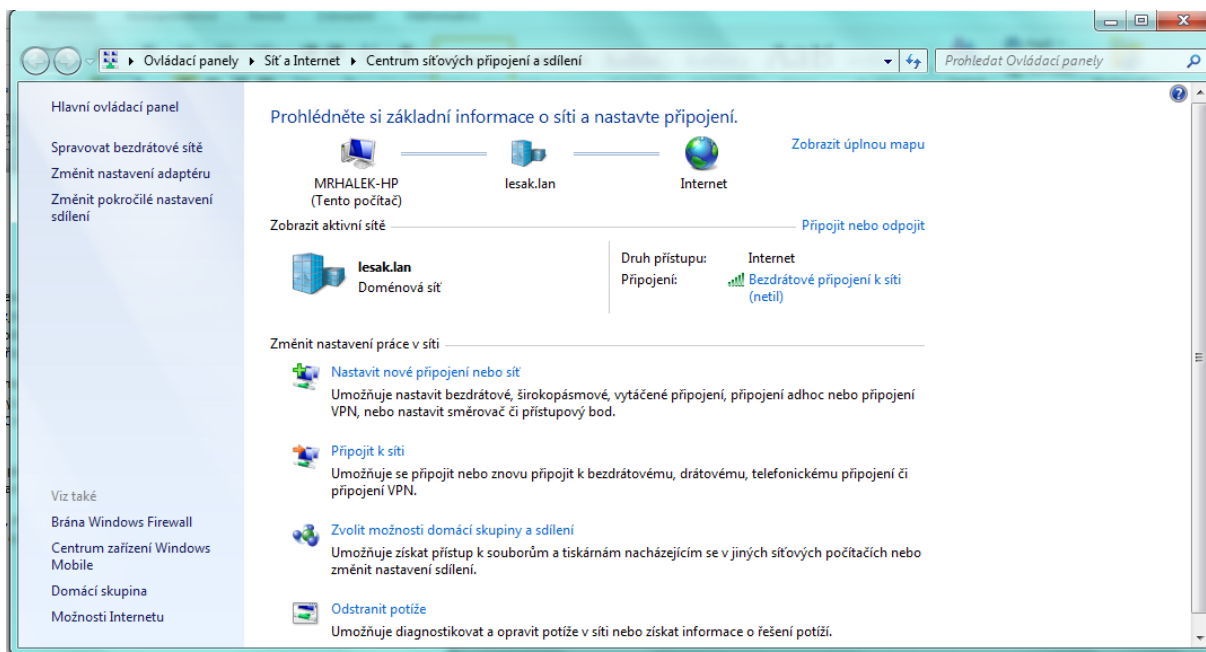 Ovládací panely ▸ Síť a Internet ▸ Centrum síťových připojení a sdílení
Prohledat Ovládací panely
Hlavní ovládací panel
Spravovat bezdrátové sítě
Změnit nastavení adaptéru
Změnit pokročilé nastavení
sdílení
Viz také
Brána Windows Firewall
Centrum zařízení Windows
Mobile
Domácí skupina
Možnosti Internetu
Prohlédněte si základní informace o síti a nastavte připojení.
Zobrazit úplnou mapu
MRHALEK-HP
(Tento počítač)
lesak.lan
Internet
Zobrazit aktivní sítě
Připojit nebo odpojit
lesak.lan
Doménová síť
Druh přístupu: Internet
Připojení: Bezdrátové připojení k síti
(netil)
Změnit nastavení práce v síti
Nastavit nové připojení nebo síť
Umožňuje nastavit bezdrátové, širokopásmové, vytáčené připojení, připojení adhoc nebo připojení
VPN, nebo nastavit směrovač či přístupový bod.
Připojit k síti
Umožňuje se připojit nebo znovu připojit k bezdrátovému, drátovému, telefonickému připojení či
připojení VPN.
Zvolit možnosti domácí skupiny a sdílení
Umožňuje získat přístup k souborům a tiskárnám nacházejícím se v jiných síťových počítačích nebo
změnit nastavení sdílení.
Odstranit potíže
Umožňuje diagnostikovat a opravit potíže v síti nebo získat informace o řešení potíží.